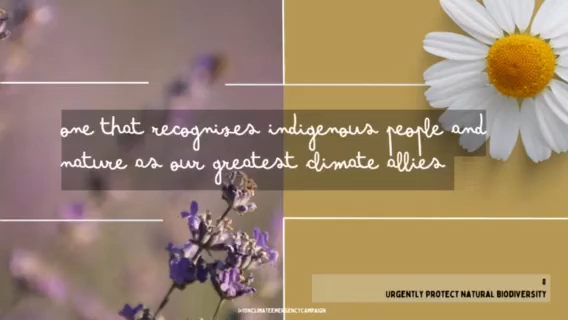 one that recognises indigenous people and
nature as our greatest climate allies
8
URGENTLY PROTECT NATURAL BIODIVERSITY